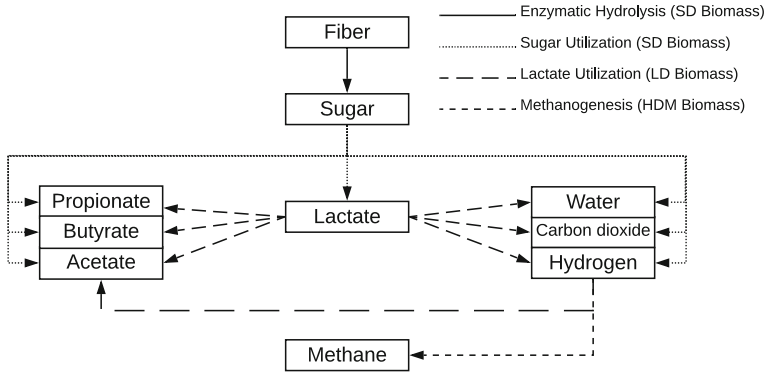 Fiber
Enzymatic Hydrolysis (SD Biomass)
Sugar Utilization (SD Biomass)
Lactate Utilization (LD Biomass)
Methanogenesis (HDM Biomass)
Sugar
Propionate
Butyrate
Acetate
Lactate
Water
Carbon dioxide
Hydrogen
Methane